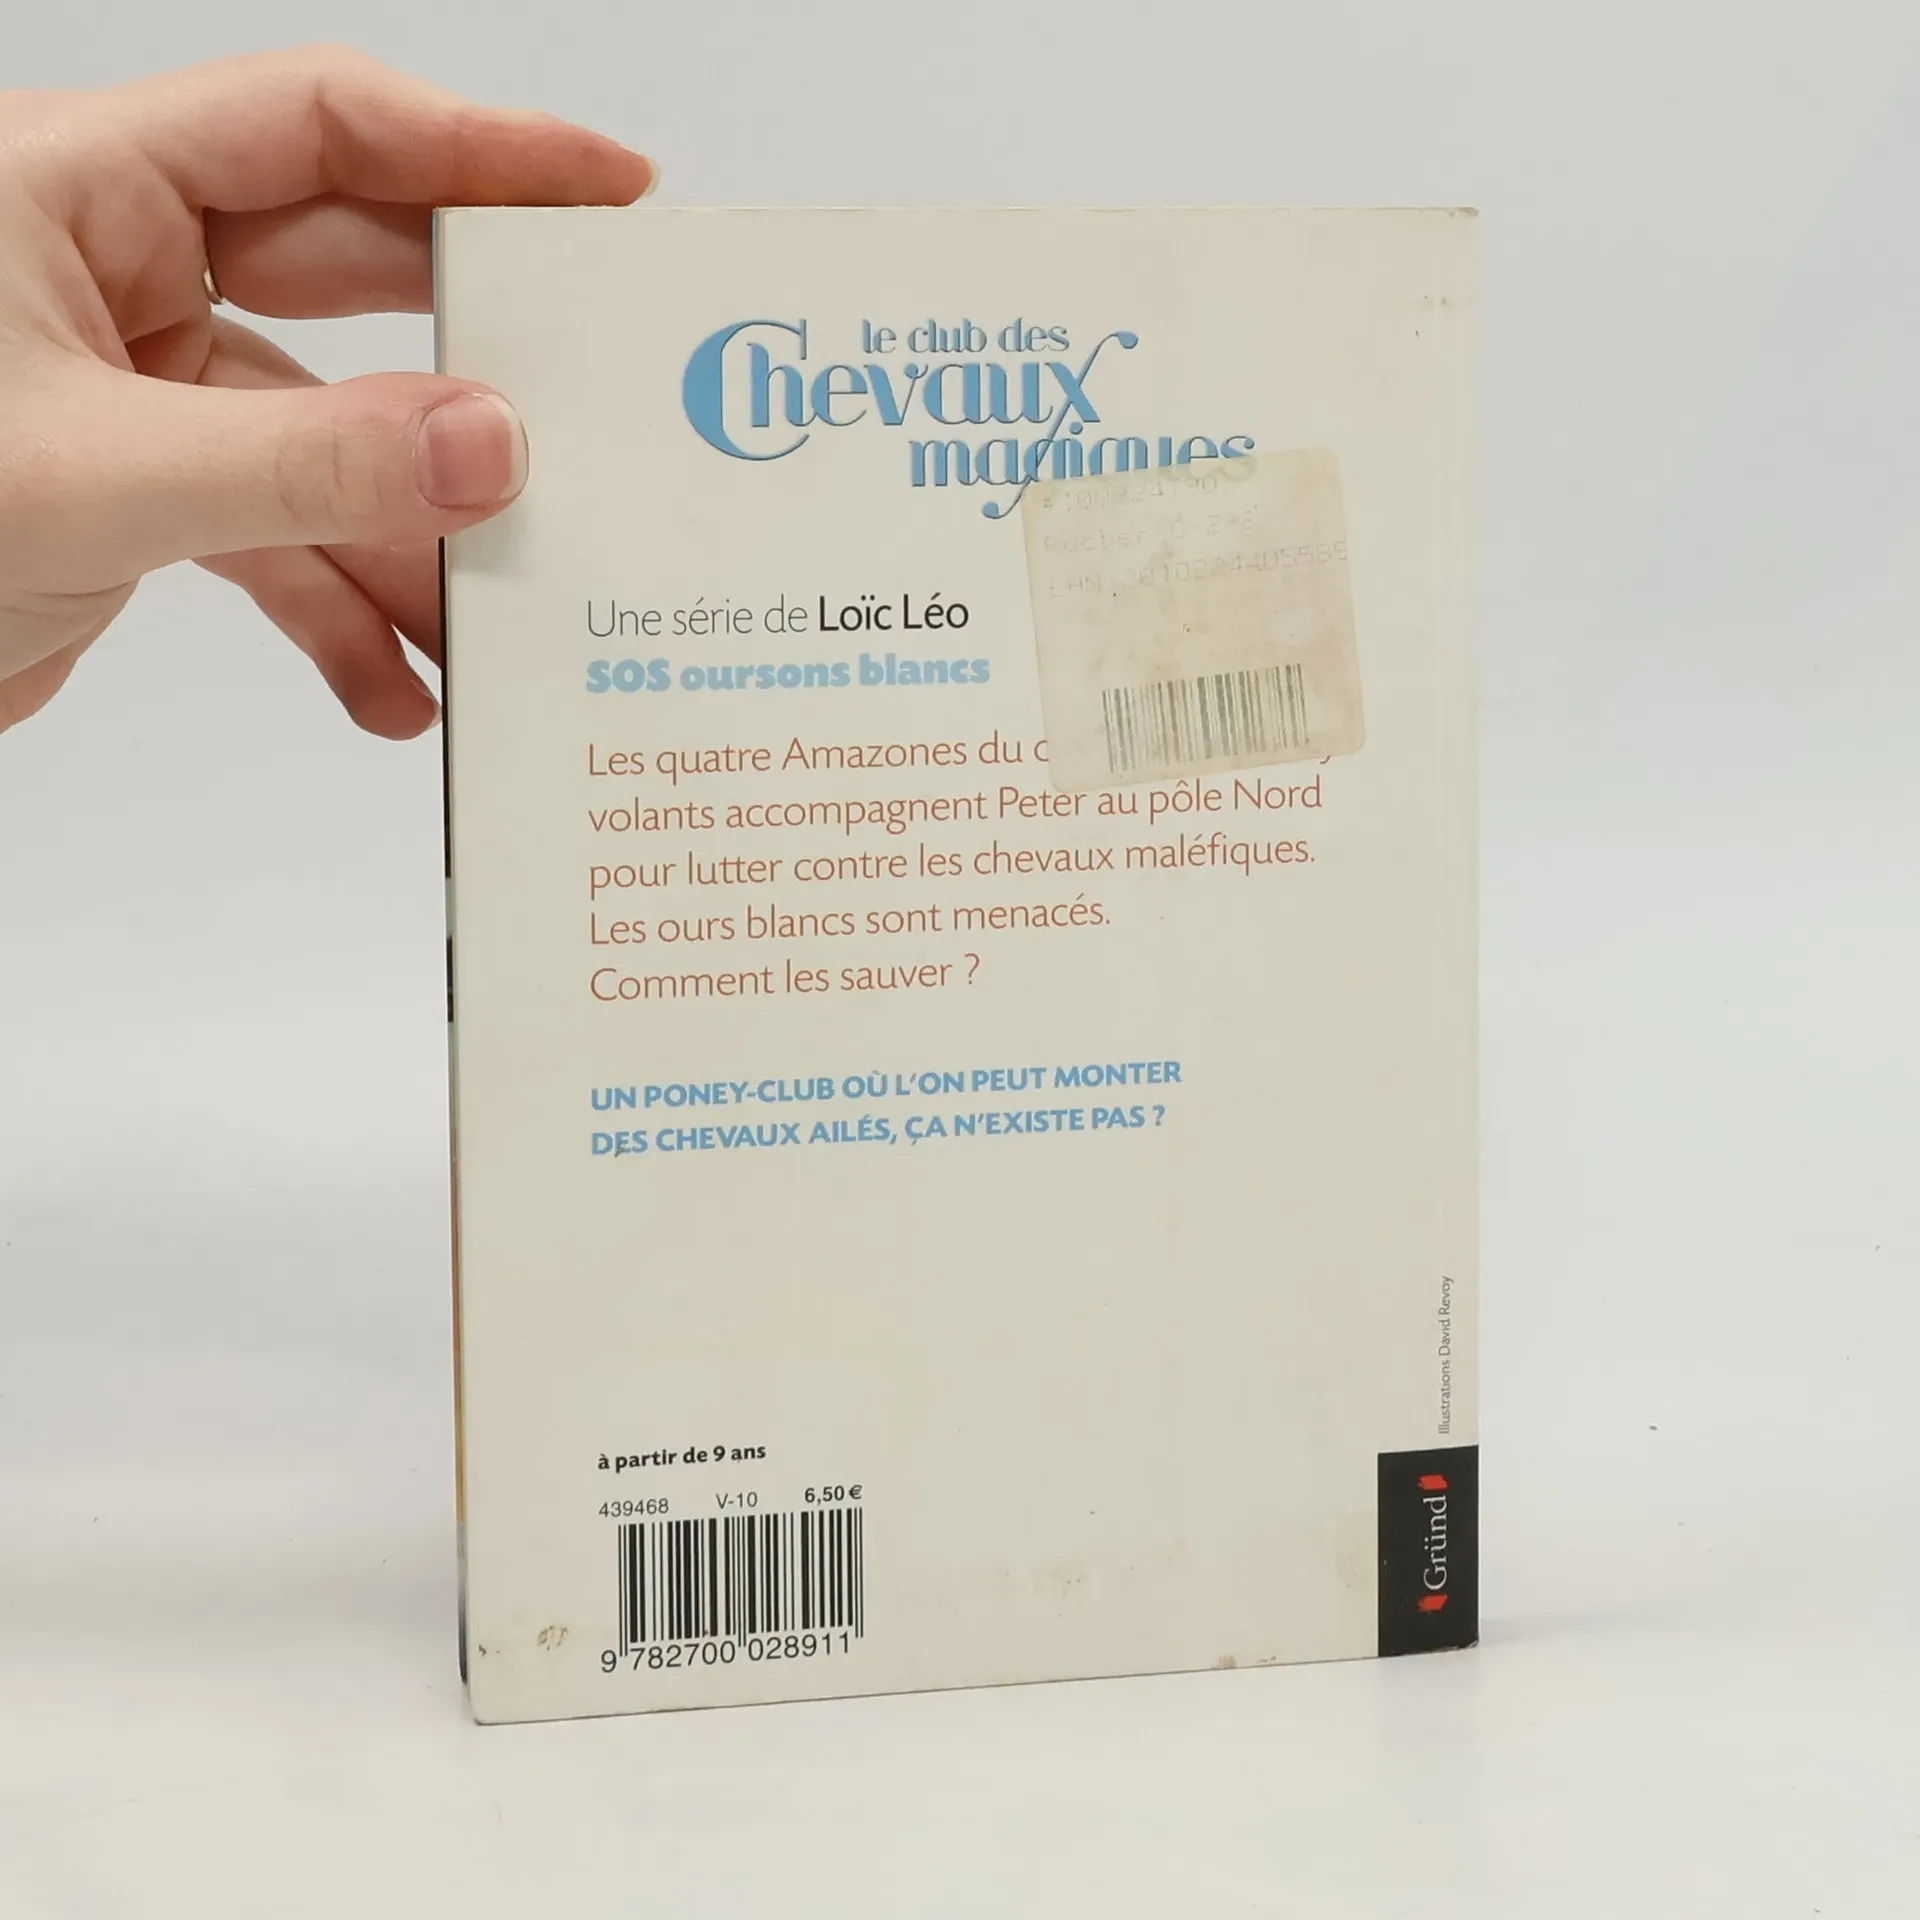 le club des
Chevaux
magiques
Une série de Loïc Léo
SOS oursons blancs
Les quatre Amazones du
volants accompagnent Peter au pôle Nord
pour lutter contre les chevaux maléfiques.
Les ours blancs sont menacés.
Comment les sauver ?
UN PONEY-CLUB OÙ L'ON PEUT MONTER
DES CHEVAUX AILÉS, ÇA N'EXISTE PAS ?
Illustrations David Revoy
à partir de 9 ans
439468 V-10 6,50 €
9 782700 028911
Gründ